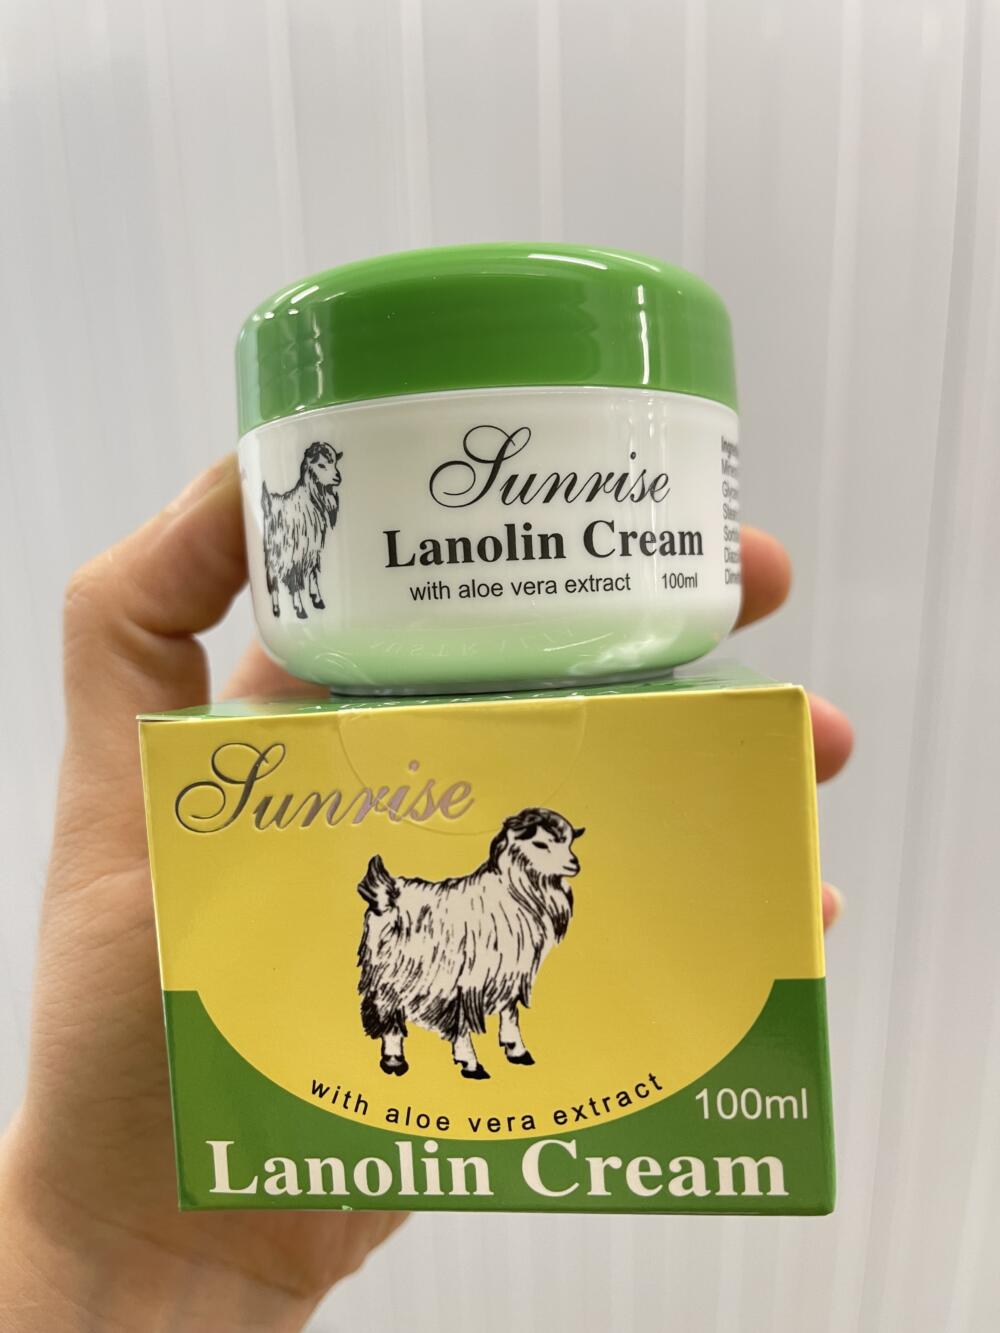 Sunrise
Lanolin Cream
with aloe vera extract 100ml
Sunrise
with aloe vera extract
100ml
Lanolin Cream